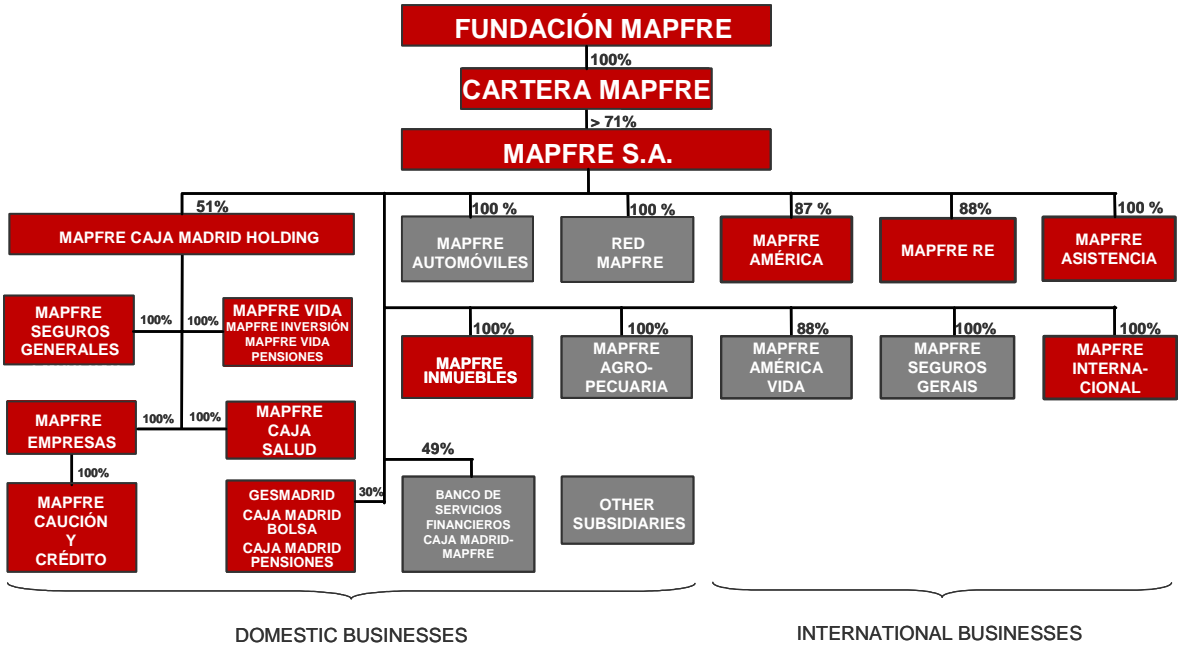 FUNDACIÓN MAPFRE
100%
CARTERA MAPFRE
> 71%
MAPFRE S.A.
51%
100 %
100 %
87 %
88%
100 %
MAPFRE CAJA MADRID HOLDING
MAPFRE
AUTOMÓVILES
RED
MAPFRE
MAPFRE
AMÉRICA
MAPFRE RE
MAPFRE
ASISTENCIA
MAPFRE
SEGUROS
GENERALES
100%
100%
MAPFRE VIDA
MAPFRE INVERSIÓN
MAPFRE VIDA
PENSIONES
100%
100%
88%
100%
100%
MAPFRE
INMUEBLES
MAPFRE
AGRO-
PECUARIA
MAPFRE
AMÉRICA
VIDA
MAPFRE
SEGUROS
GERAIS
MAPFRE
INTERNA-
CIONAL
MAPFRE
EMPRESAS
100%
100%
MAPFRE
CAJA
SALUD
100%
49%
MAPFRE
CAUCIÓN
Y
CRÉDITO
GESMADRID
CAJA MADRID
BOLSA
CAJA MADRID
PENSIONES
30%
BANCO DE
SERVICIOS
FINANCIEROS
CAJA MADRID-
MAPFRE
OTHER
SUBSIDIARIES
DOMESTIC BUSINESSES
INTERNATIONAL BUSINESSES